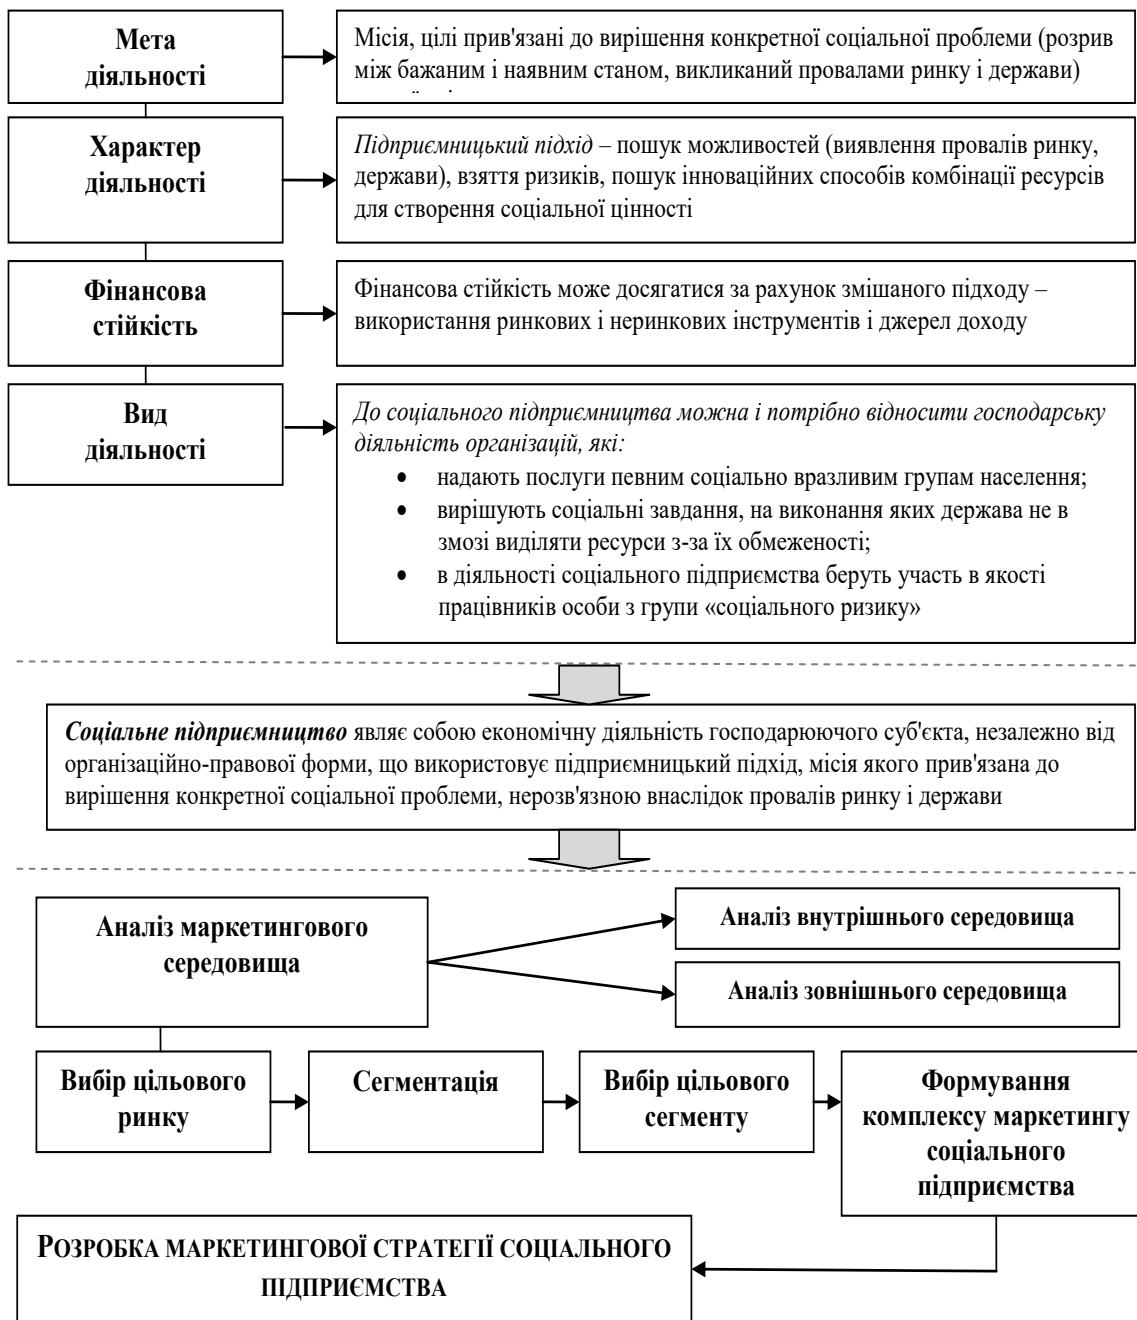 Мета
діяльності
Місія, цілі прив'язані до вирішення конкретної соціальної проблеми (розрив
між бажаним і наявним станом, викликаний провалами ринку і держави)
Характер
діяльності
Підприємницький підхід – пошук можливостей (виявлення провалів ринку,
держави), взяття ризиків, пошук інноваційних способів комбінації ресурсів
для створення соціальної цінності
Фінансова
стійкість
Фінансова стійкість може досягатися за рахунок змішаного підходу –
використання ринкових і неринкових інструментів і джерел доходу
Вид
діяльності
До соціального підприємництва можна і потрібно відносити господарську
діяльність організацій, які:
• надають послуги певним соціально вразливим групам населення;
• вирішують соціальні завдання, на виконання яких держава не в
змозі виділяти ресурси з-за їх обмеженості;
• в діяльності соціального підприємства беруть участь в якості
працівників особи з групи «соціального ризику»
Соціальне підприємництво являє собою економічну діяльність господарюючого суб'єкта, незалежно від
організаційно-правової форми, що використовує підприємницький підхід, місія якого прив'язана до
вирішення конкретної соціальної проблеми, нерозв'язною внаслідок провалів ринку і держави
Аналіз маркетингового
середовища
Аналіз внутрішнього середовища
Аналіз зовнішнього середовища
Вибір цільового
ринку
Сегментація
Вибір цільового
сегменту
Формування
комплексу маркетингу
соціального
підприємства
РОЗРОБКА МАРКЕТИНГОВОЇ СТРАТЕГІЇ СОЦІАЛЬНОГО
ПІДПРИЄМСТВА